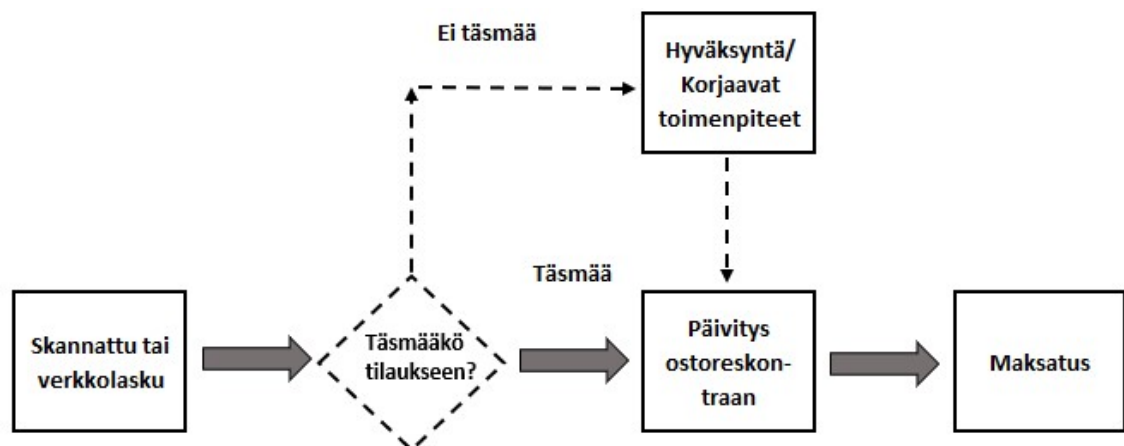 Ei täsmää
Hyväksyntä/
Korjaavat
toimenpiteet
Täsmää
Skannattu tai
verkkolasku
Täsmääkö
tilaukseen?
Päivitys
ostoreskon-
traan
Maksatus